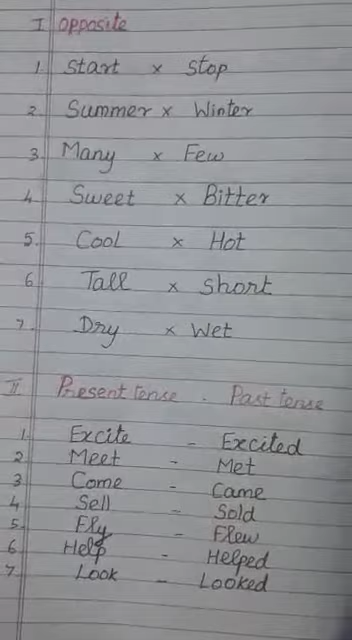 I opposite
1. Start × Stop
2. Summer × Winter
3. Many × Few
4. Sweet × Bitter
5. Cool × Hot
6 Tall × Short
7. Dry × Wet
II Present tense - Past tense
1. Excite - Excited
2 Meet - Met
3 Come - Came
4 Sell - Sold
5. Fly - Flew
6 Help - Helped
7. Look - Looked